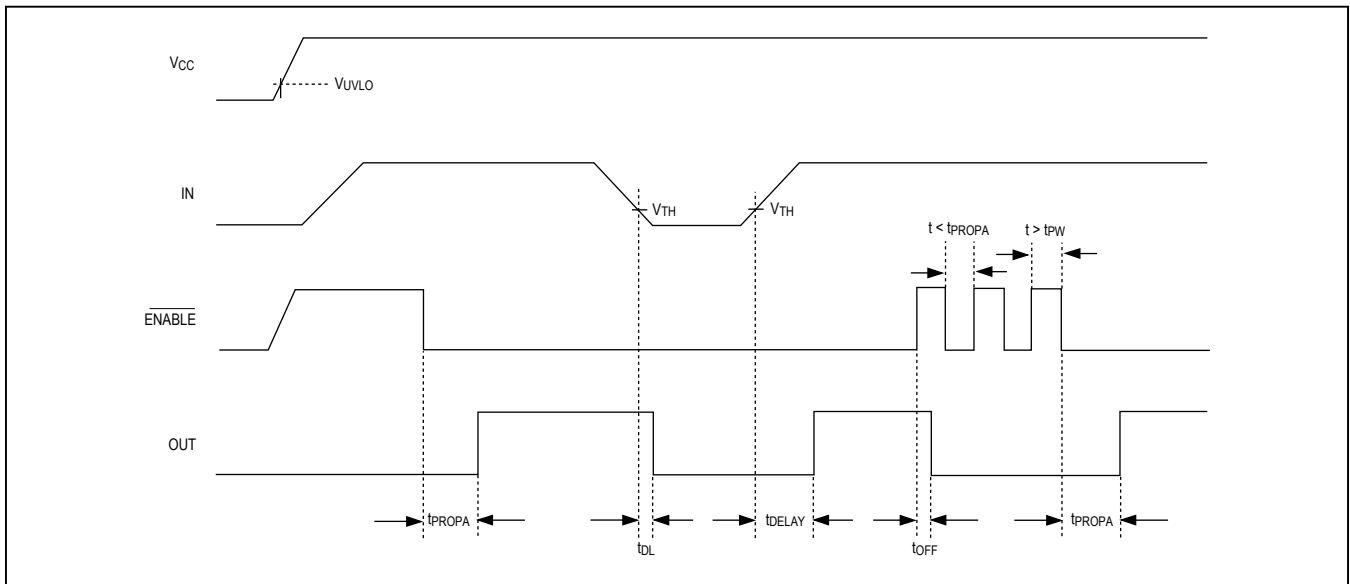 VCC
VUVLO
IN
VTH
VTH
t < tPROPA
t > tPW
ENABLE
OUT
tPROPA
tDL
tDELAY
tOFF
tPROPA